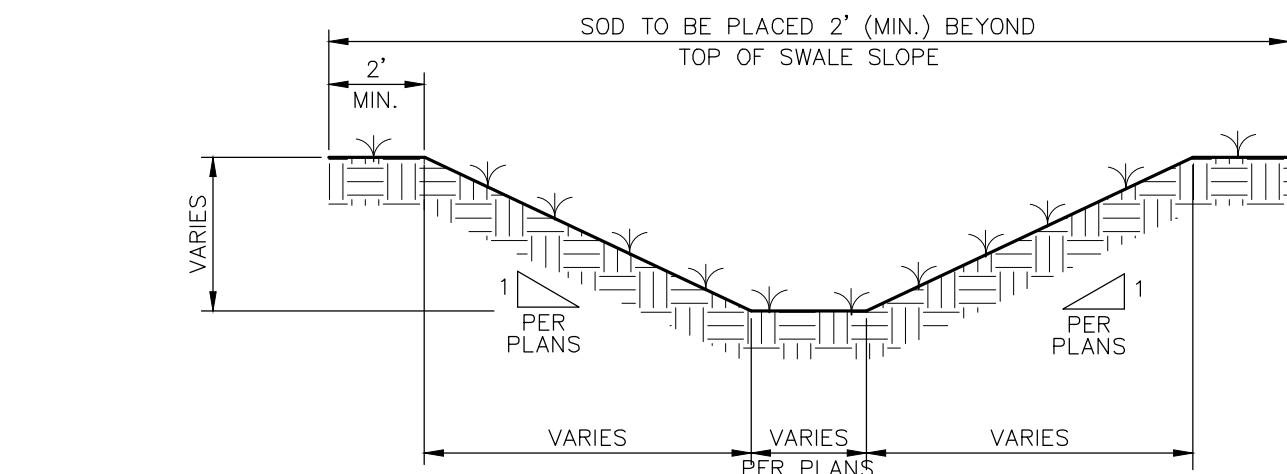 SOD TO BE PLACED 2' (MIN.) BEYOND
TOP OF SWALE SLOPE
2'
MIN.
VARIES
1
PER
PLANS
1
PER
PLANS
VARIES
VARIES
VARIES
PER PLANS